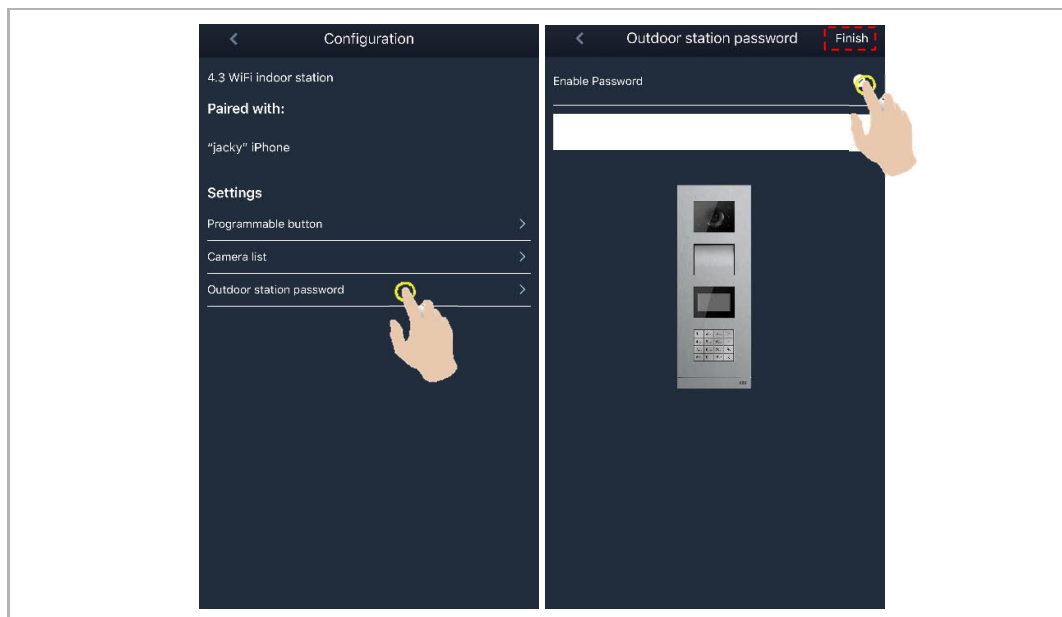 Configuration
4.3 WiFi indoor station
Paired with:
"jacky" iPhone
Settings
Programmable button
Camera list
Outdoor station password
Outdoor station password
Finish
Enable Password